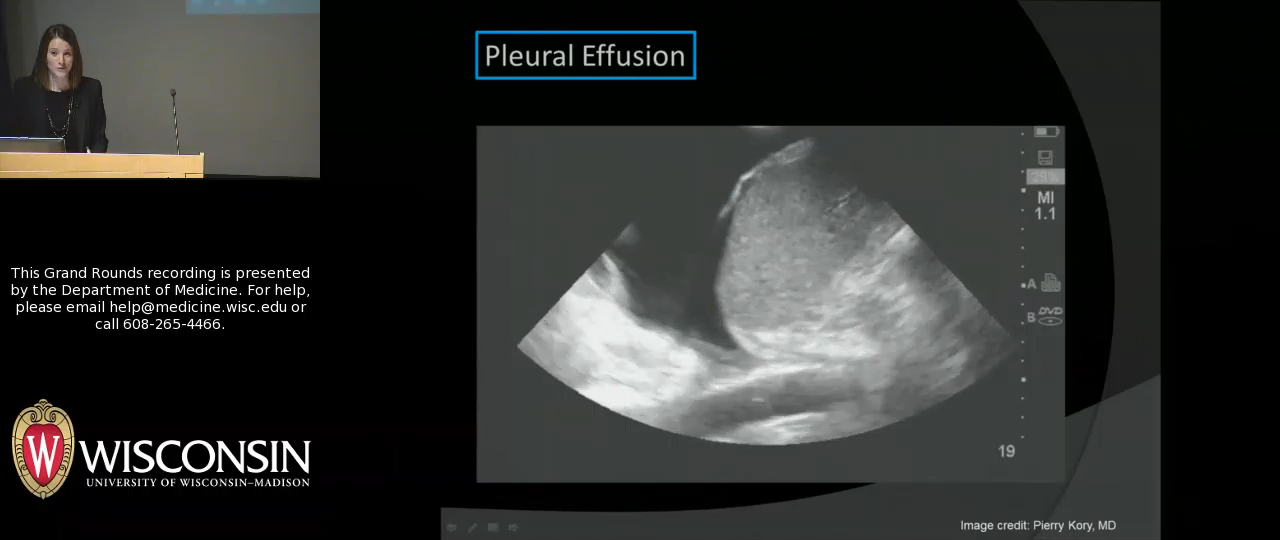 Pleural Effusion
29%
MI
1.1
A
B DVD
19
Image credit: Pierry Kory, MD
This Grand Rounds recording is presented
by the Department of Medicine. For help,
please email help@medicine.wisc.edu or
call 608-265-4466.
W WISCONSIN
UNIVERSITY OF WISCONSIN–MADISON